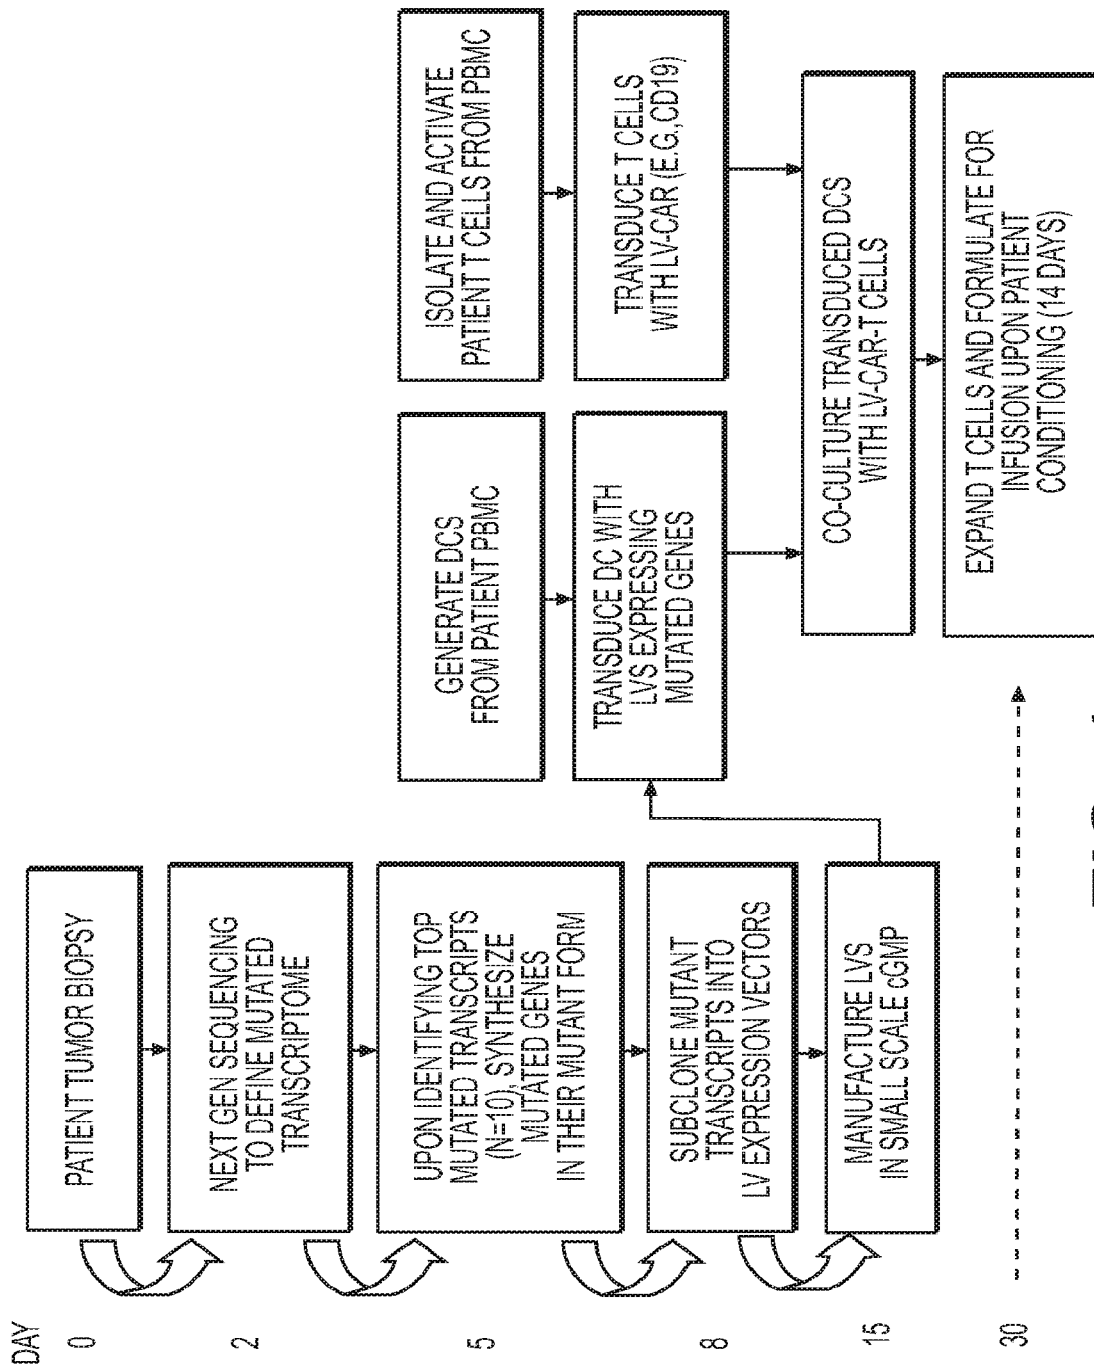 DAY
0
PATIENT TUMOR BIOPSY
2
NEXT GEN SEQUENCING
TO DEFINE MUTATED
TRANSCRIPTOME
5
UPON IDENTIFYING TOP
MUTATED TRANSCRIPTS
(N=10), SYNTHESIZE
MUTATED GENES
IN THEIR MUTANT FORM
8
SUBCLONE MUTANT
TRANSCRIPTS INTO
LV EXPRESSION VECTORS
15
MANUFACTURE LVS
IN SMALL SCALE cGMP
30
GENERATE DCS
FROM PATIENT PBMC
TRANSDUCE DC WITH
LVS EXPRESSING
MUTATED GENES
ISOLATE AND ACTIVATE
PATIENT T CELLS FROM PBMC
TRANSDUCE T CELLS
WITH LV-CAR (E.G.,CD19)
CO-CULTURE TRANSDUCED DCS
WITH LV-CAR-T CELLS
EXPAND T CELLS AND FORMULATE FOR
INFUSION UPON PATIENT
CONDITIONING (14 DAYS)